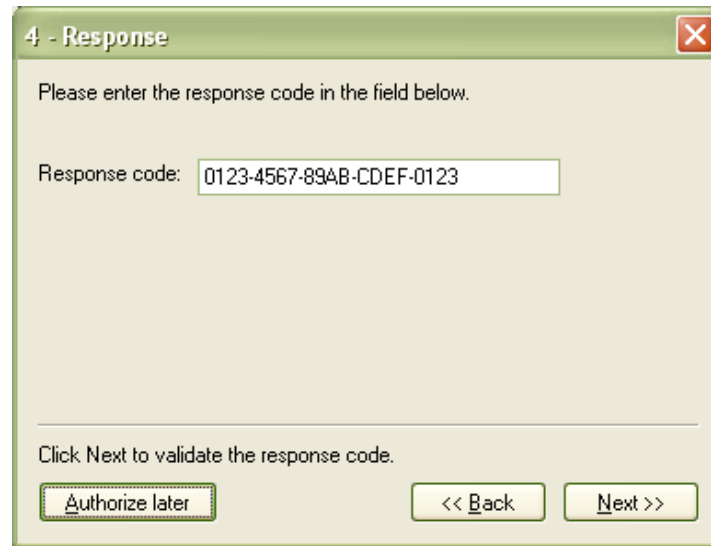 4 - Response
Please enter the response code in the field below.
Response code: 0123-4567-89AB-CDEF-0123
Click Next to validate the response code.
Authorize later << Back Next >>